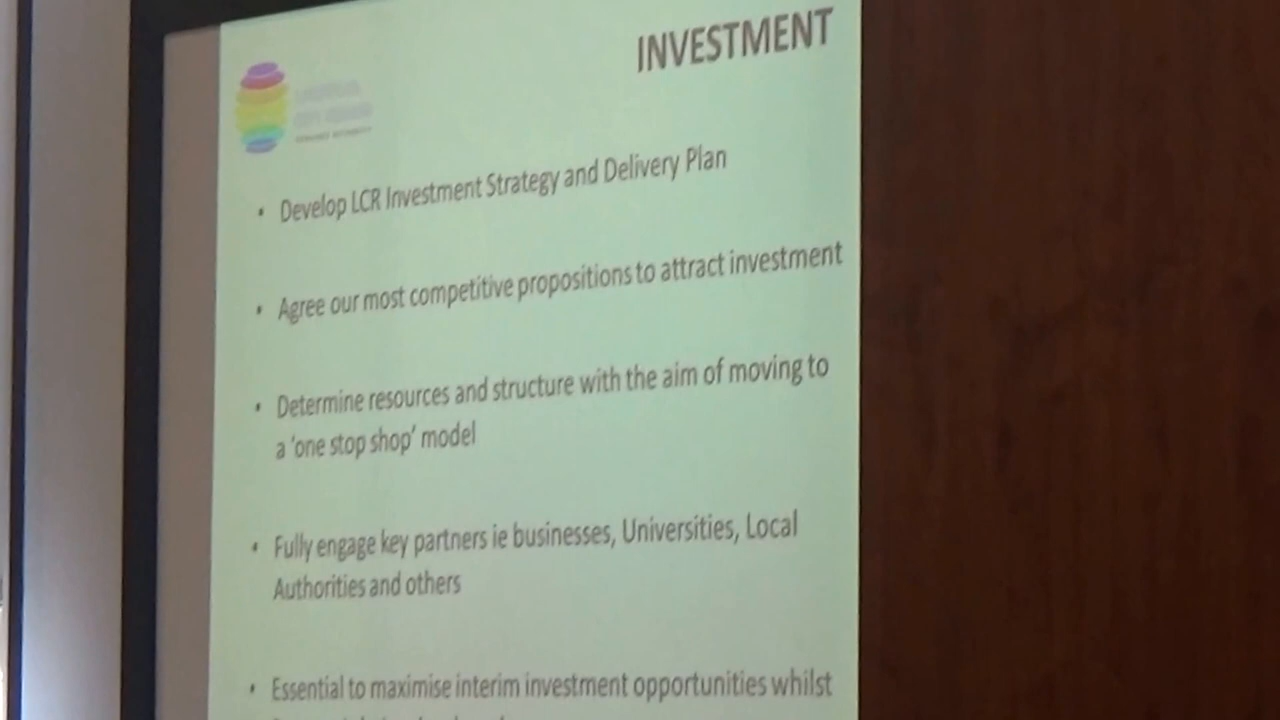 INVESTMENT
• Develop LCR Investment Strategy and Delivery Plan
• Agree our most competitive propositions to attract investment
• Determine resources and structure with the aim of moving to
a 'one stop shop' model
• Fully engage key partners ie businesses, Universities, Local
Authorities and others
• Essential to maximise interim investment opportunities whilst